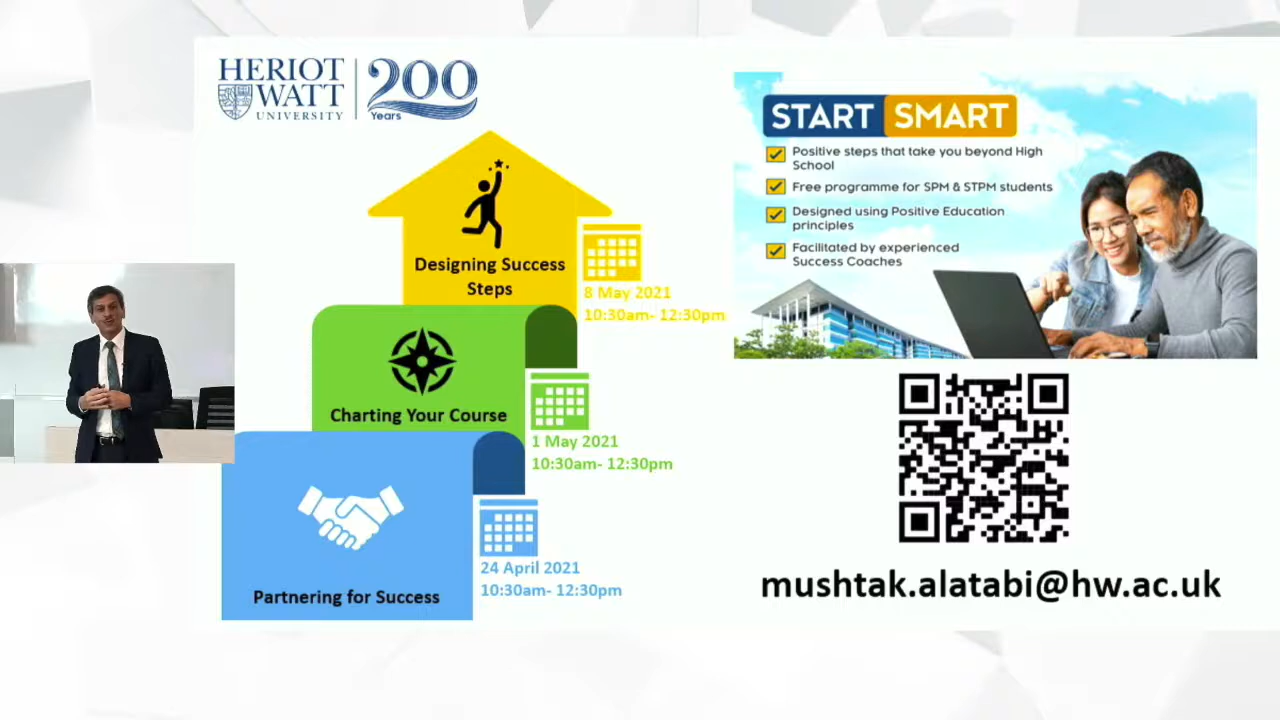 HERIOT
WATT
UNIVERSITY
200
Years
Designing Success
Steps
8 May 2021
10:30am- 12:30pm
Charting Your Course
1 May 2021
10:30am- 12:30pm
Partnering for Success
24 April 2021
10:30am- 12:30pm
START SMART
Positive steps that take you beyond High
School
Free programme for SPM & STPM students
Designed using Positive Education
principles
Facilitated by experienced
Success Coaches
mushtak.alatabi@hw.ac.uk